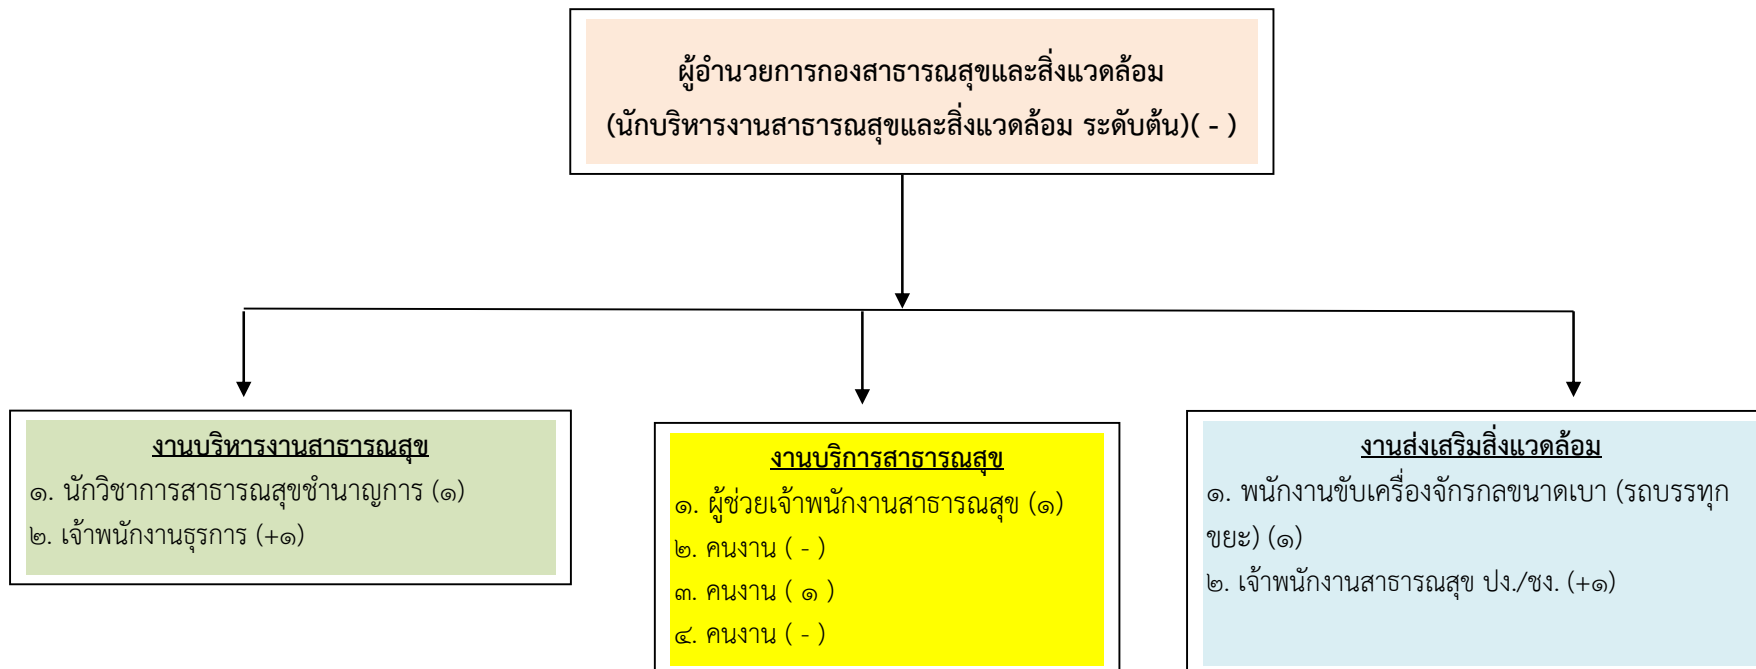 ผู้อำนวยการกองสาธารณสุขและสิ่งแวดล้อม
(นักบริหารงานสาธารณสุขและสิ่งแวดล้อม ระดับต้น)( - )
งานบริหารงานสาธารณสุข
๑. นักวิชาการสาธารณสุขชำนาญการ (๑)
๒. เจ้าพนักงานธุรการ (+๑)
งานบริการสาธารณสุข
๑. ผู้ช่วยเจ้าพนักงานสาธารณสุข (๑)
๒. คนงาน ( - )
๓. คนงาน ( ๑ )
๔. คนงาน ( - )
งานส่งเสริมสิ่งแวดล้อม
๑. พนักงานขับเครื่องจักรกลขนาดเบา (รถบรรทุก
ขยะ) (๑)
๒. เจ้าพนักงานสาธารณสุข ปง./ชง. (+๑)